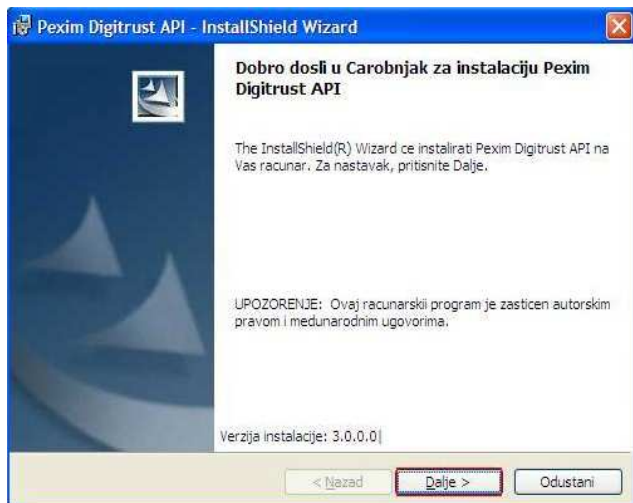 Pexim Digitrust API - InstallShield Wizard
Dobro dosli u Carobnjak za instalaciju Pexim
Digitrust API
The InstallShield(R) Wizard ce instalirati Pexim Digitrust API na
Vas racunar. Za nastavak, pritisnite Dalje.
UPOZORENJE: Ovaj racunarskii program je zasticen autorskim
pravom i medunarodnim ugovorima.
Verzija instalacije: 3.0.0.0|
< Nazad
Dalje >
Odustani